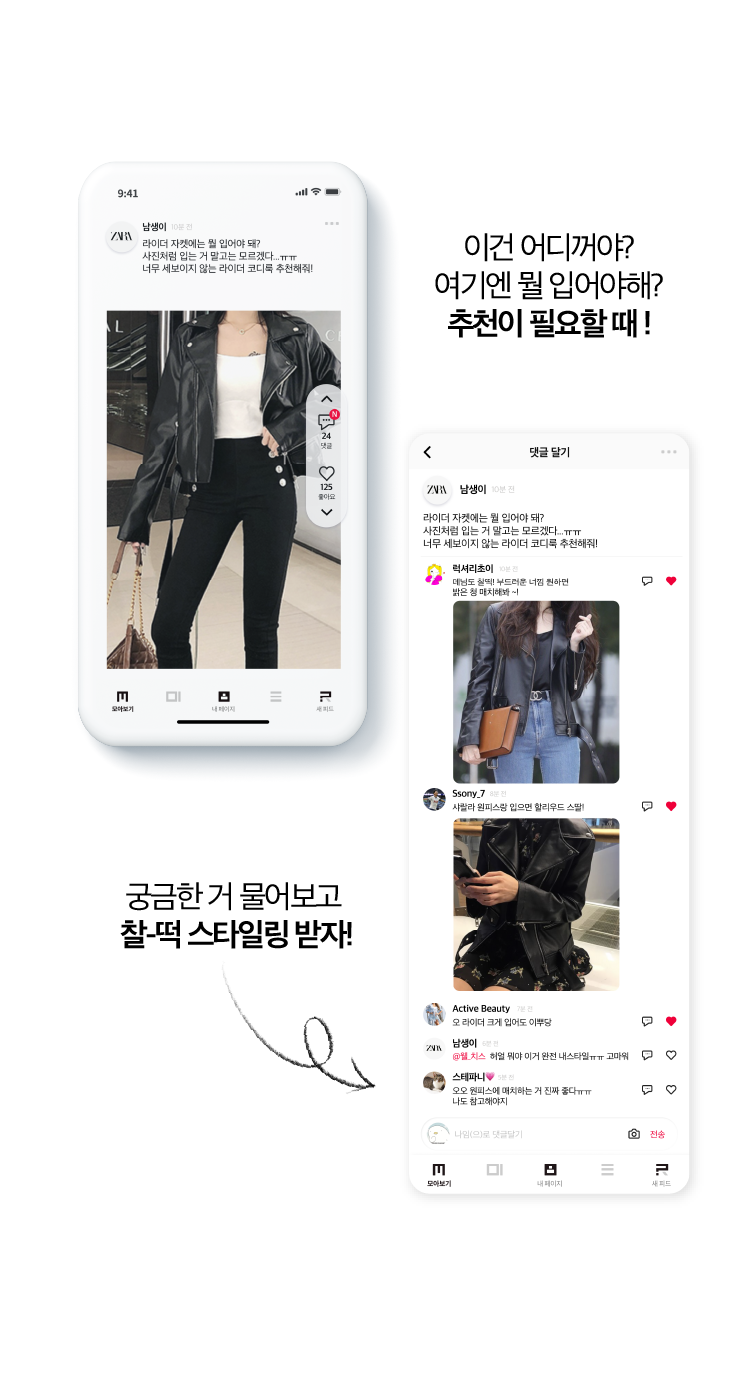 9:41
ZARA
남생이 10분 전
라이더 자켓에는 뭘 입어야 돼?
사진처럼 입는 거 말고는 모르겠다...ㅠㅠ
너무 세보이지 않는 라이더 코디룩 추천해줘!
N
24
댓글
125
좋아요
모아보기
내 페이지
새 피드
이건 어디꺼야?
여기엔 뭘 입어야해?
추천이 필요할 때 !
댓글 달기
ZARA
남생이 10분 전
라이더 자켓에는 뭘 입어야 돼?
사진처럼 입는 거 말고는 모르겠다...ㅠㅠ
너무 세보이지 않는 라이더 코디룩 추천해줘!
럭셔리초이 10분 전
데님도 찰떡! 부드러운 너낌 원하면
밝은 청 매치해봐 ~!
Ssony_7 8분 전
샤랄라 원피스랑 입으면 할리우드 스딸!
Active Beauty 7분 전
오 라이더 크게 입어도 이뿌당
ZARA
남생이 6분 전
@웰_치스 허얼 뭐야 이거 완전 내스타일ㅠㅠ 고마워
스테파니💗 5분 전
오오 원피스에 매치하는 거 진짜 좋다ㅠㅠ
나도 참고해야지
나임(으)로 댓글달기
전송
모아보기
내 페이지
새 피드
궁금한 거 물어보고
찰-떡 스타일링 받자!